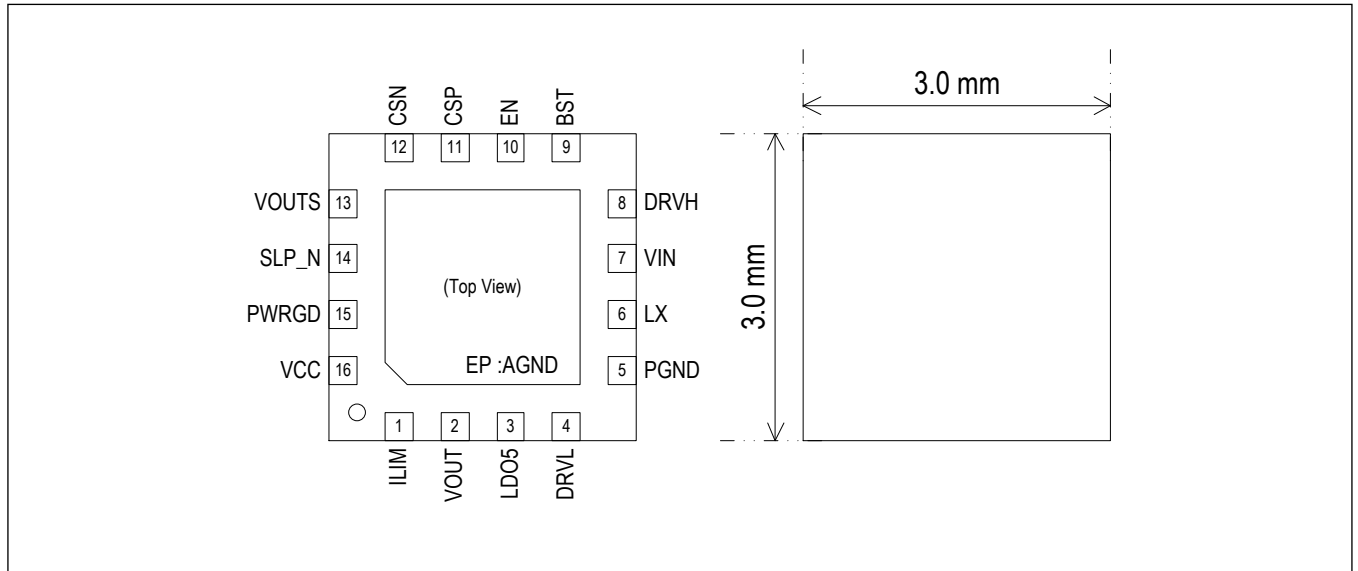 CSN
CSP
EN
BST
12
11
10
9
VOUTS 13
8 DRVH
SLP_N 14
7 VIN
(Top View)
PWRGD 15
6 LX
VCC 16
EP :AGND
5 PGND
1
2
3
4
ILIM
VOUT
LDO5
DRVL
3.0 mm
3.0 mm